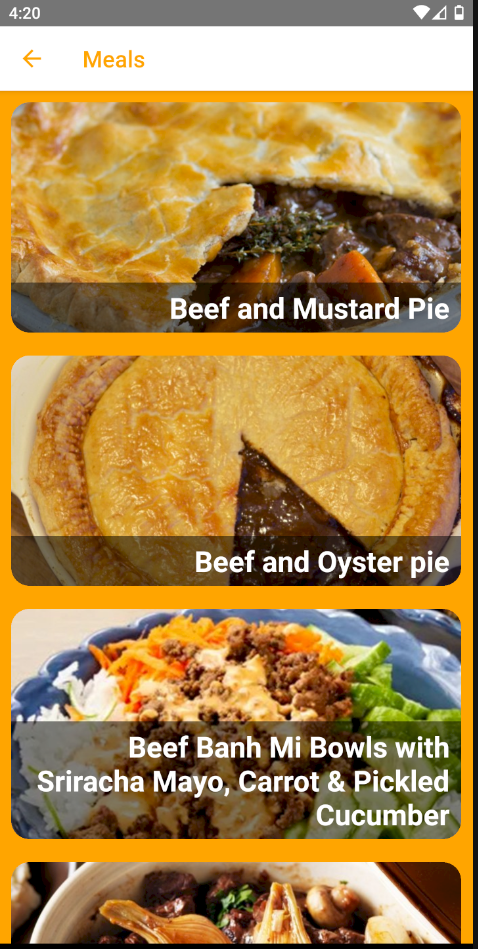 4:20
Meals
Beef and Mustard Pie
Beef and Oyster pie
Beef Banh Mi Bowls with
Sriracha Mayo, Carrot & Pickled
Cucumber